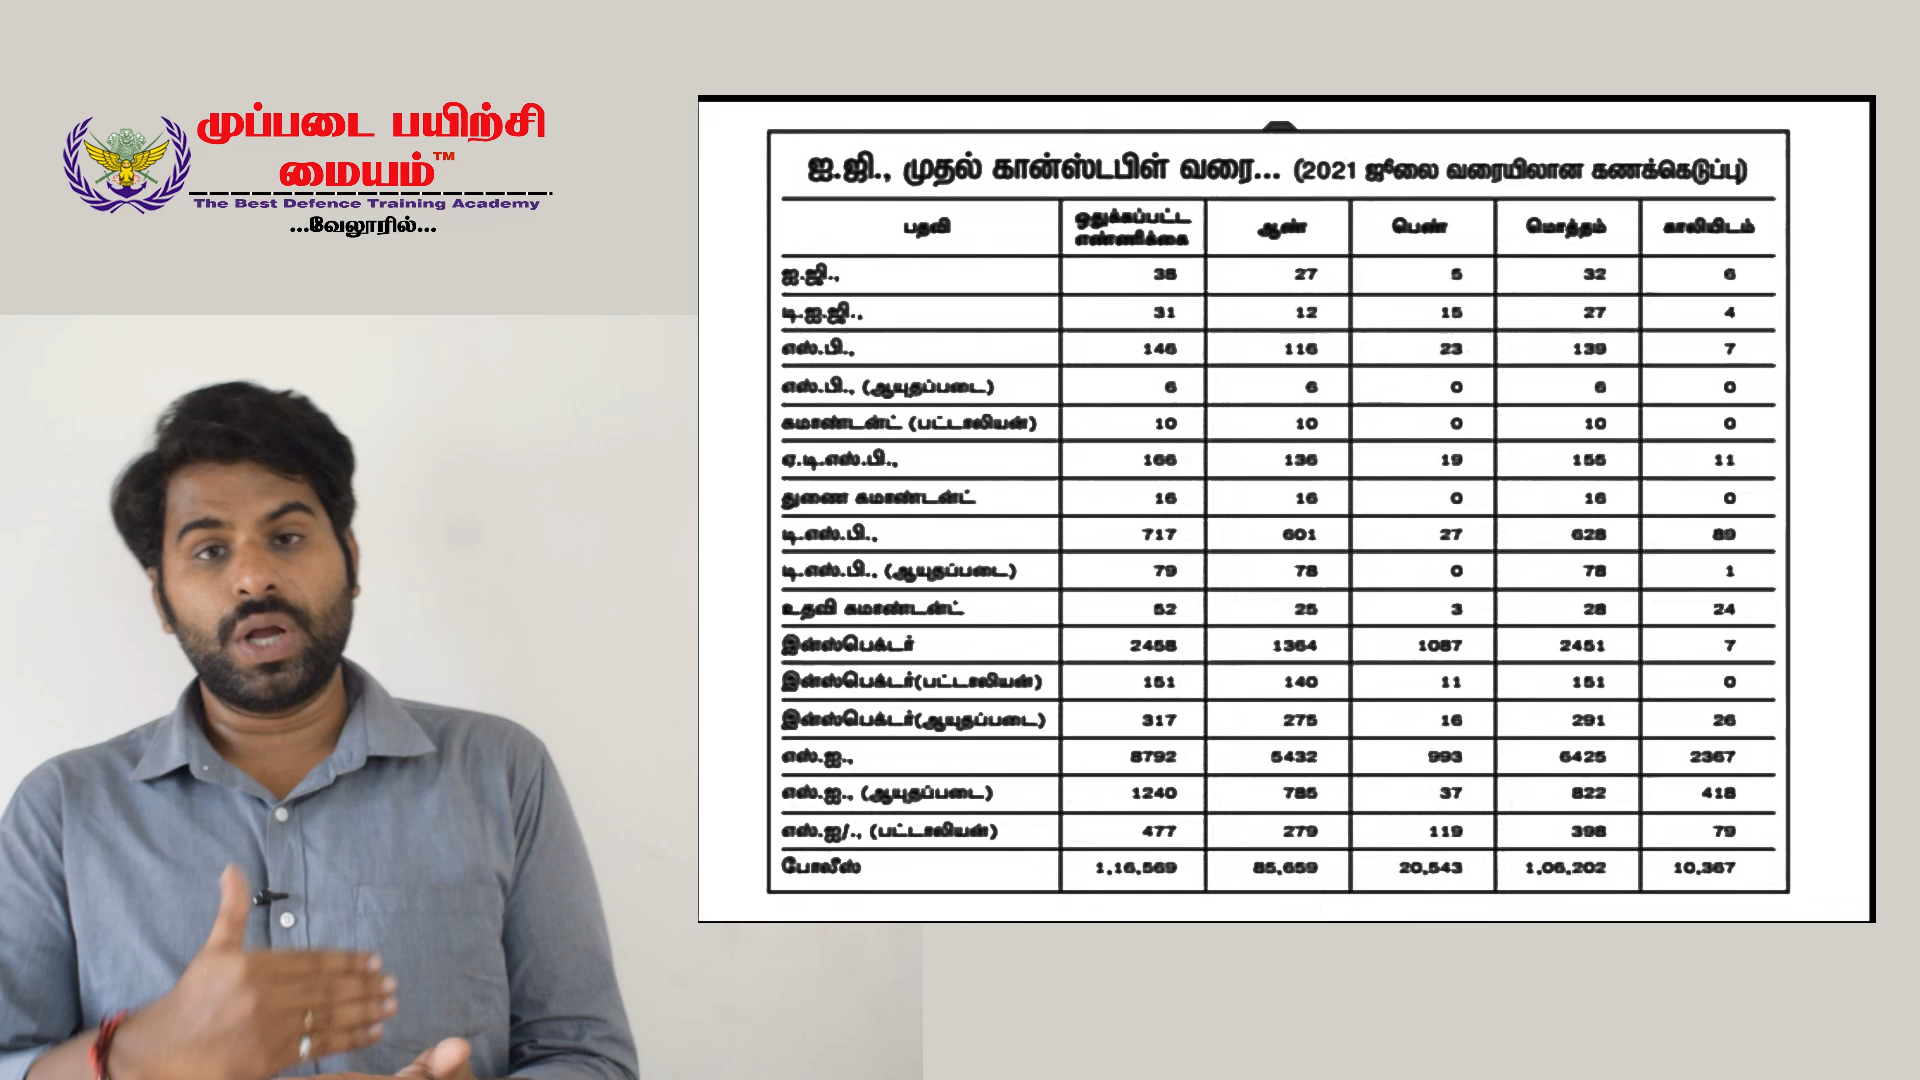 முப்படை பயிற்சி
மையம்™
The Best Defence Training Academy
...வேலூரில்...
ஐ.ஜி., முதல் கான்ஸ்டபிள் வரை... (2021 ஜூலை வரையிலான கணக்கெடுப்பு)
பதவி ஒதுக்கப்பட்ட எண்ணிக்கை ஆண் பெண் மொத்தம் காலியிடம்
ஐ.ஜி., 38 27 5 32 6
டி.ஐ.ஜி., 31 12 15 27 4
எஸ்.பி., 146 116 23 139 7
எஸ்.பி., (ஆயுதப்படை) 6 6 0 6 0
கமாண்டன்ட் (பட்டாலியன்) 10 10 0 10 0
ஏ.டி.எஸ்.பி., 166 136 19 155 11
துணை கமாண்டன்ட் 16 16 0 16 0
டி.எஸ்.பி., 717 601 27 628 89
டி.எஸ்.பி., (ஆயுதப்படை) 79 78 0 78 1
உதவி கமாண்டன்ட் 52 25 3 28 24
இன்ஸ்பெக்டர் 2458 1364 1087 2451 7
இன்ஸ்பெக்டர்(பட்டாலியன்) 151 140 11 151 0
இன்ஸ்பெக்டர்(ஆயுதப்படை) 317 275 16 291 26
எஸ்.ஐ., 8792 5432 993 6425 2367
எஸ்.ஐ., (ஆயுதப்படை) 1240 785 37 822 418
எஸ்.ஐ/., (பட்டாலியன்) 477 279 119 398 79
போலீஸ் 1,16,569 85,659 20,543 1,06,202 10,367